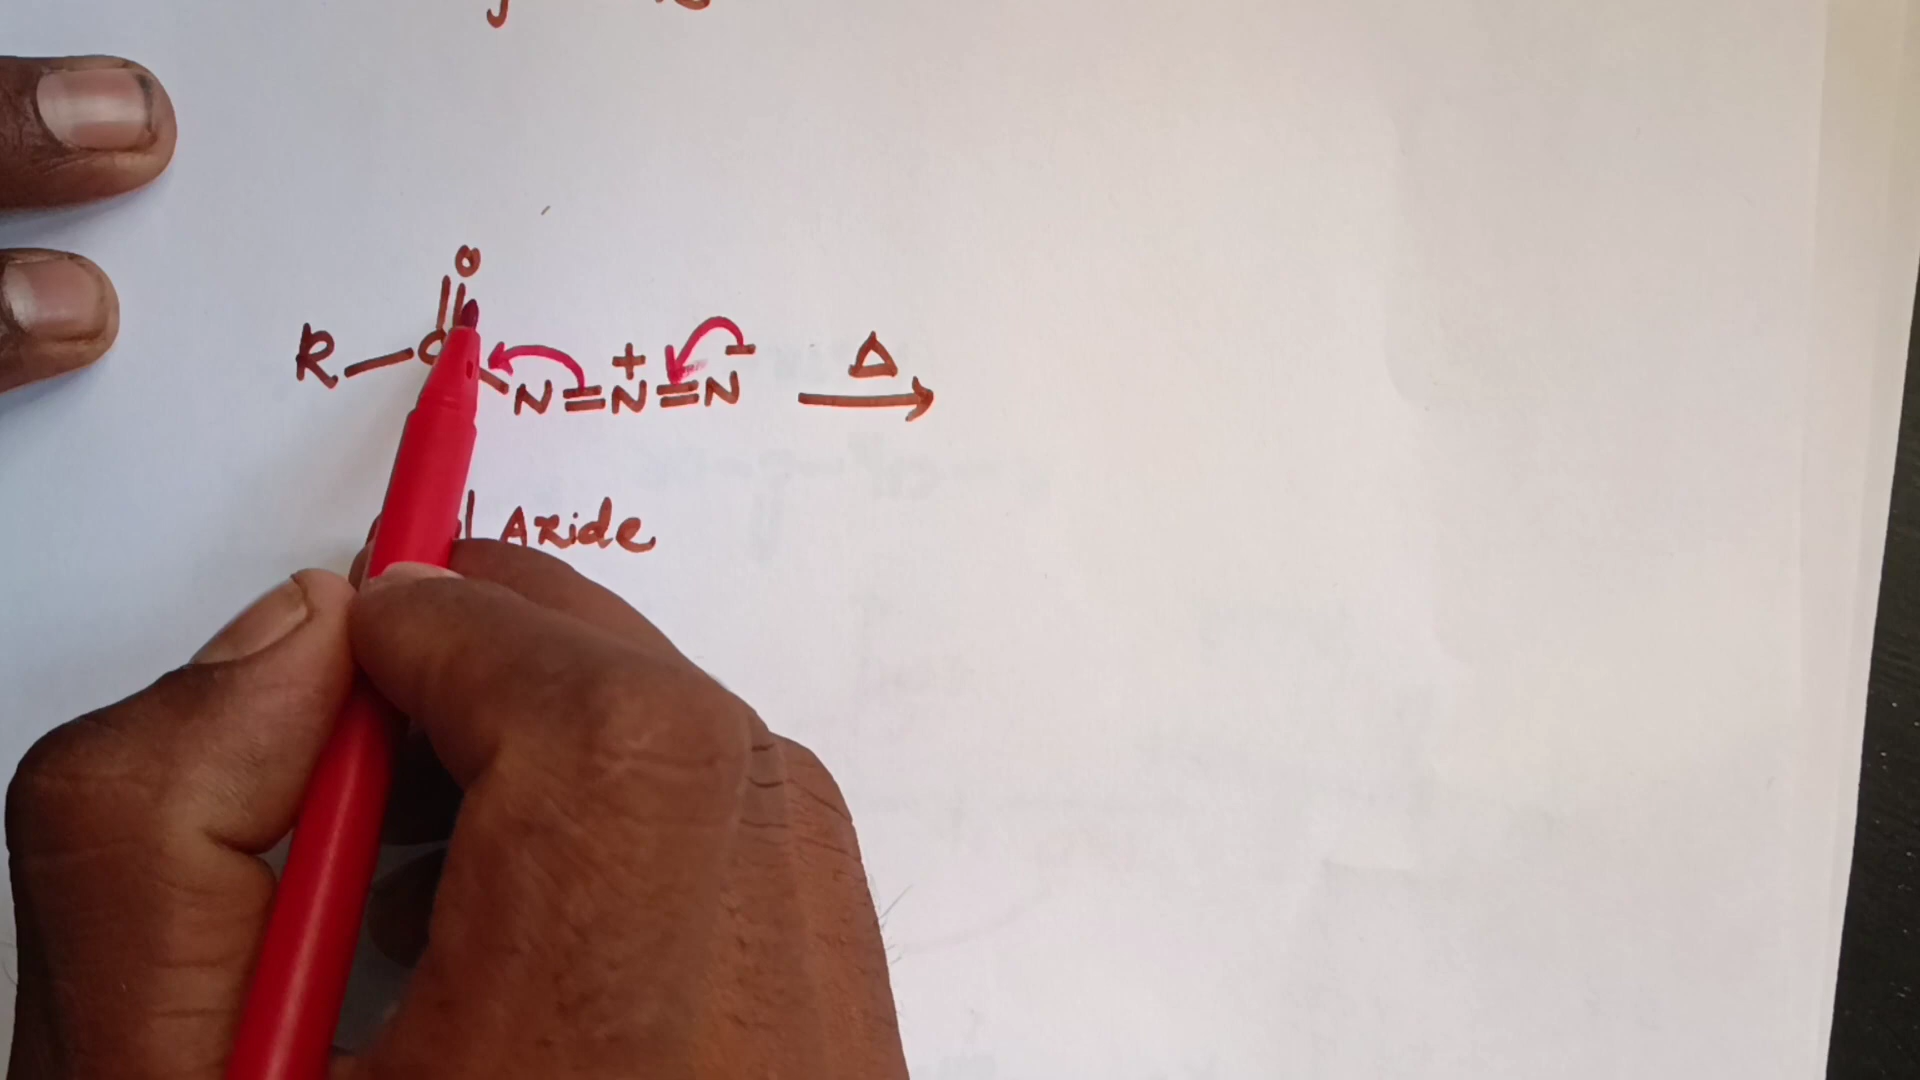 O
R—C—N=N⁺=N⁻ Δ→
Azide